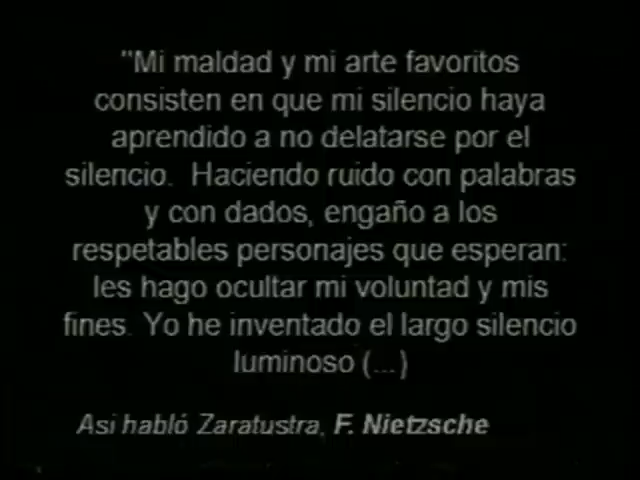 "Mi maldad y mi arte favoritos
consisten en que mi silencio haya
aprendido a no delatarse por el
silencio. Haciendo ruido con palabras
y con dados, engaño a los
respetables personajes que esperan:
les hago ocultar mi voluntad y mis
fines. Yo he inventado el largo silencio
luminoso (...)
Asi habló Zaratustra, F. Nietzsche